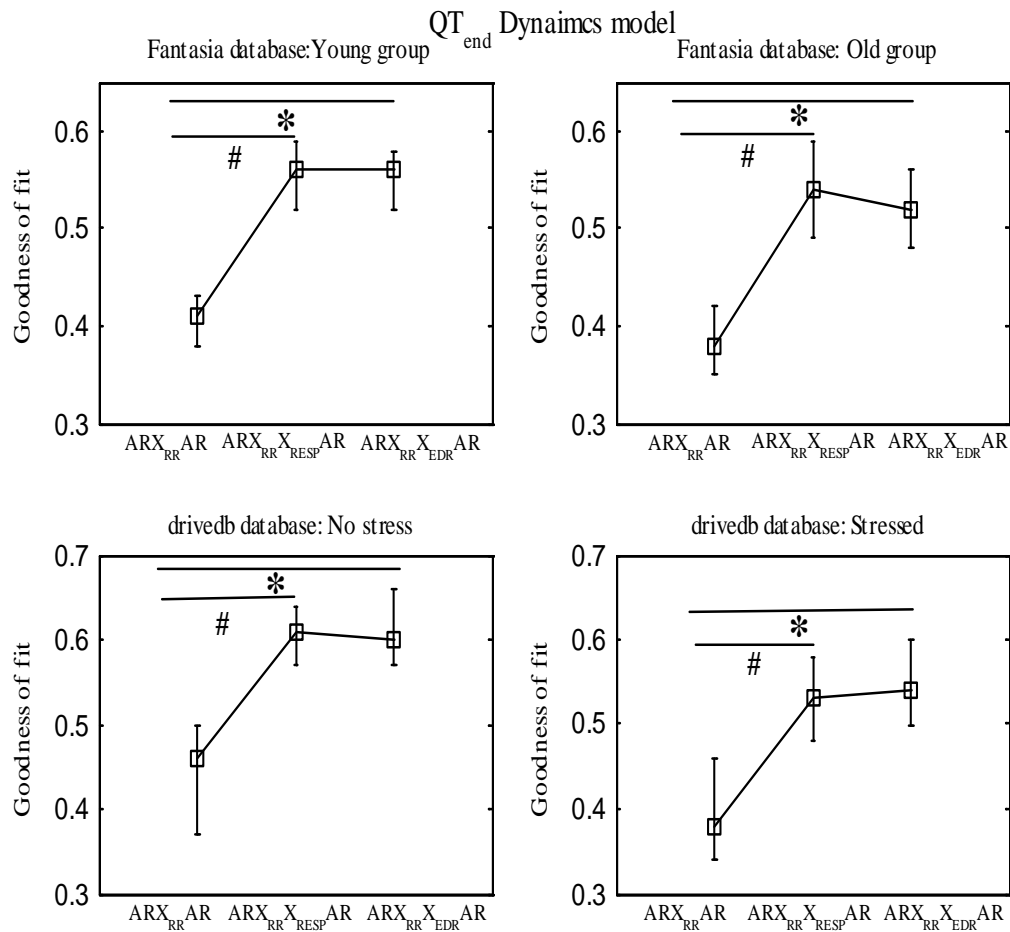 QTend Dynaimcs model
Fantasia database:Young group
Goodness of fit
0.6
0.5
0.4
0.3
*
#
ARXRRAR ARXRRXRESPAR ARXRRXEDRAR
Fantasia database: Old group
Goodness of fit
0.6
0.5
0.4
0.3
*
#
ARXRRAR ARXRRXRESPAR ARXRRXEDRAR
drivedb database: No stress
Goodness of fit
0.7
0.6
0.5
0.4
0.3
*
#
ARXRRAR ARXRRXRESPAR ARXRRXEDRAR
drivedb database: Stressed
Goodness of fit
0.7
0.6
0.5
0.4
0.3
*
#
ARXRRAR ARXRRXRESPAR ARXRRXEDRAR